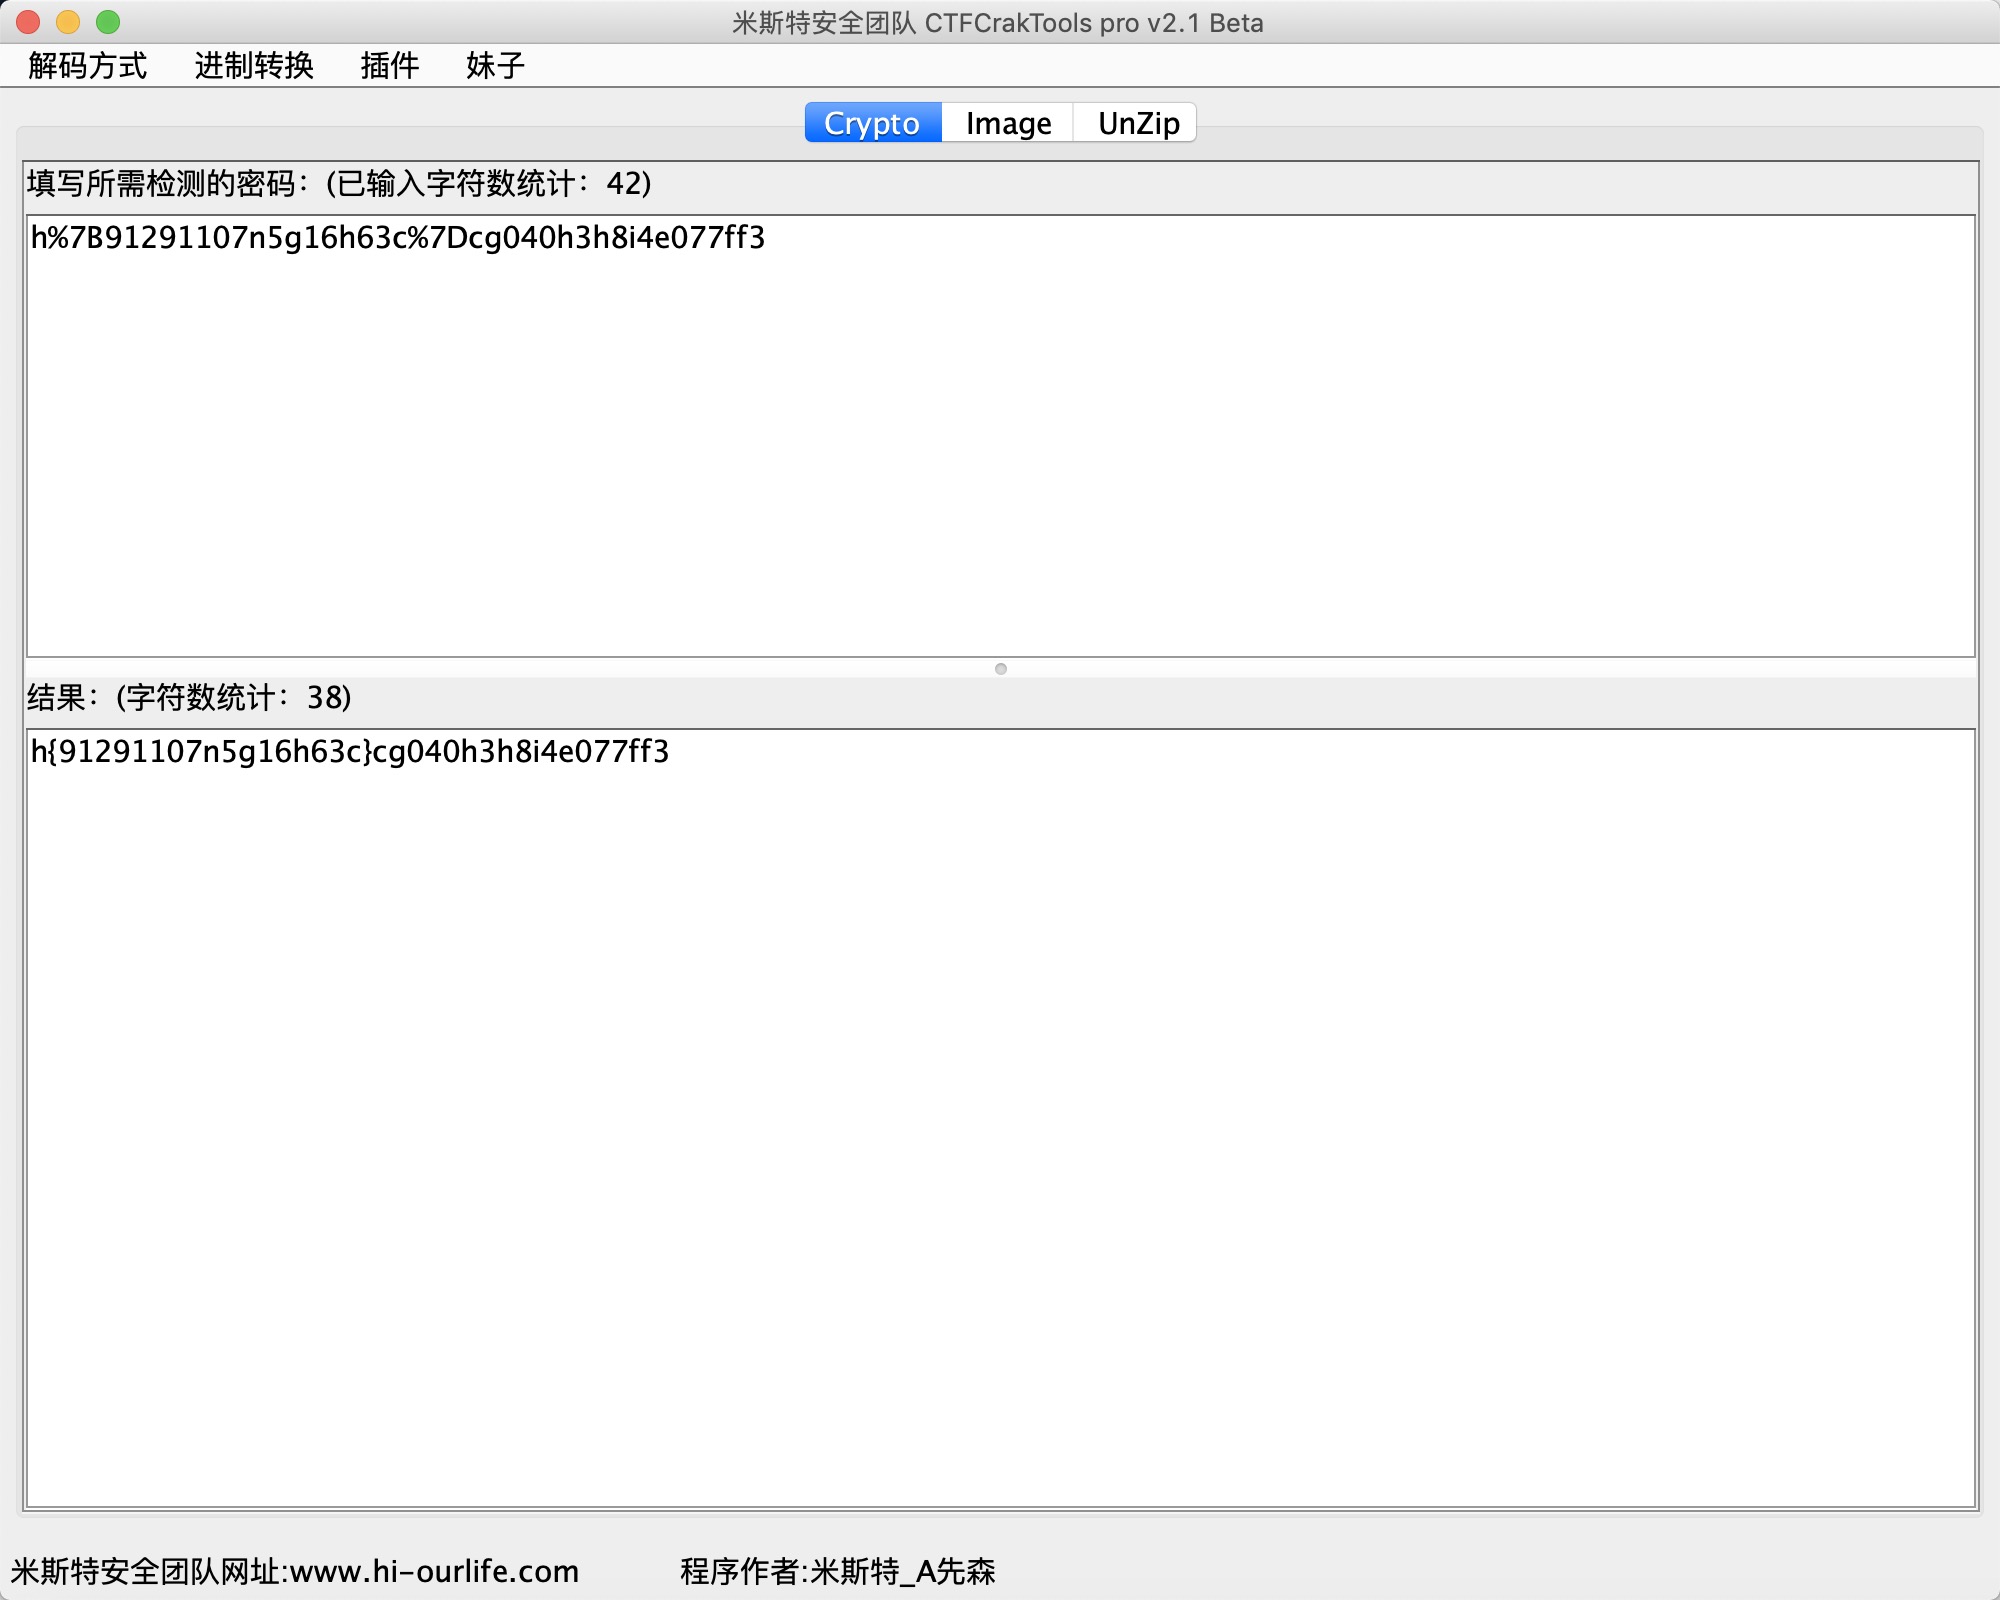 米斯特安全团队 CTFCrakTools pro v2.1 Beta
解码方式 进制转换 插件 妹子
Crypto Image UnZip
填写所需检测的密码：(已输入字符数统计：42)
h%7B91291107n5g16h63c%7Dcg040h3h8i4e077ff3
结果：(字符数统计：38)
h{91291107n5g16h63c}cg040h3h8i4e077ff3
米斯特安全团队网址:www.hi-ourlife.com 程序作者:米斯特_A先森